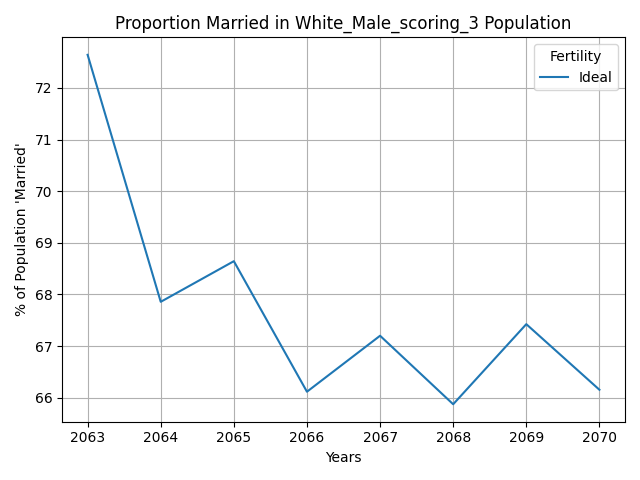 Proportion Married in White_Male_scoring_3 Population
Fertility
Ideal
% of Population 'Married'
72
71
70
69
68
67
66
2063 2064 2065 2066 2067 2068 2069 2070
Years